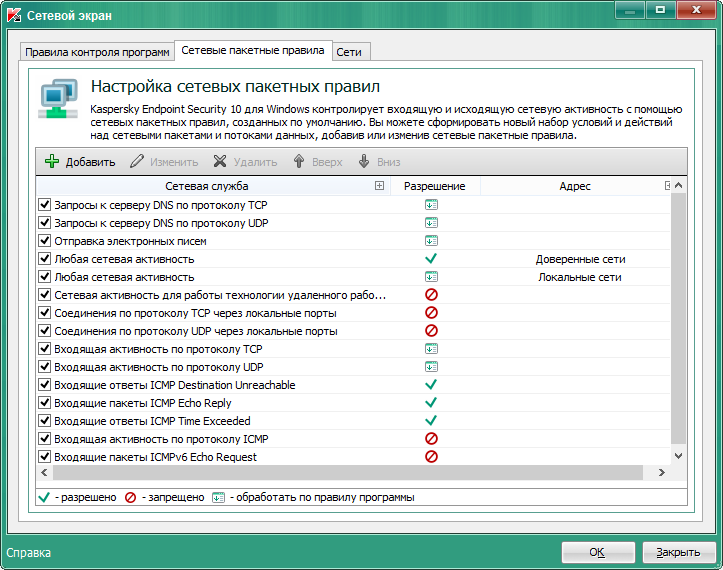 Сетевой экран
Правила контроля программ Сетевые пакетные правила Сети
Настройка сетевых пакетных правил
Kaspersky Endpoint Security 10 для Windows контролирует входящую и исходящую сетевую активность с помощью
сетевых пакетных правил, созданных по умолчанию. Вы можете сформировать новый набор условий и действий
над сетевыми пакетами и потоками данных, добавив или изменив сетевые пакетные правила.
Добавить Изменить Удалить Вверх Вниз
Сетевая служба Разрешение Адрес
Запросы к серверу DNS по протоколу TCP
Запросы к серверу DNS по протоколу UDP
Отправка электронных писем
Любая сетевая активность Доверенные сети
Любая сетевая активность Локальные сети
Сетевая активность для работы технологии удаленного рабо...
Соединения по протоколу TCP через локальные порты
Соединения по протоколу UDP через локальные порты
Входящая активность по протоколу TCP
Входящая активность по протоколу UDP
Входящие ответы ICMP Destination Unreachable
Входящие пакеты ICMP Echo Reply
Входящие ответы ICMP Time Exceeded
Входящая активность по протоколу ICMP
Входящие пакеты ICMPv6 Echo Request
- разрешено - запрещено - обработать по правилу программы
Справка OK Закрыть